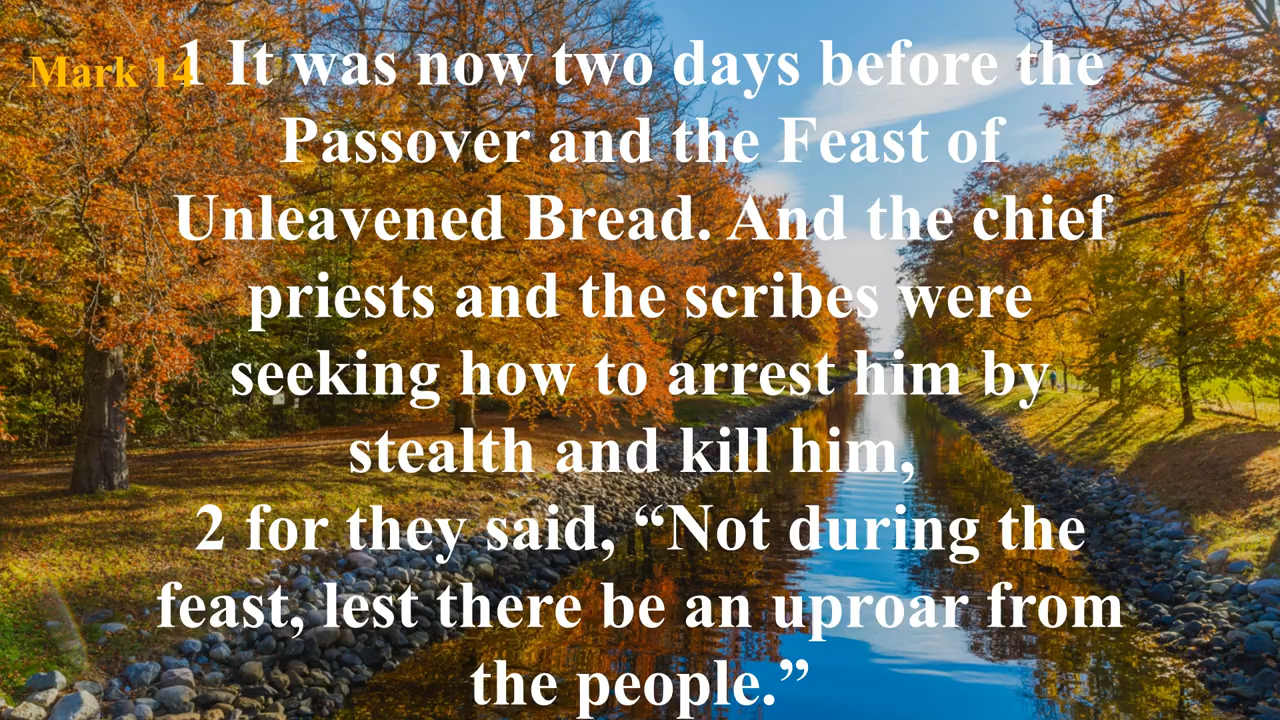 Mark 14
1 It was now two days before the
Passover and the Feast of
Unleavened Bread. And the chief
priests and the scribes were
seeking how to arrest him by
stealth and kill him,
2 for they said, “Not during the
feast, lest there be an uproar from
the people.”